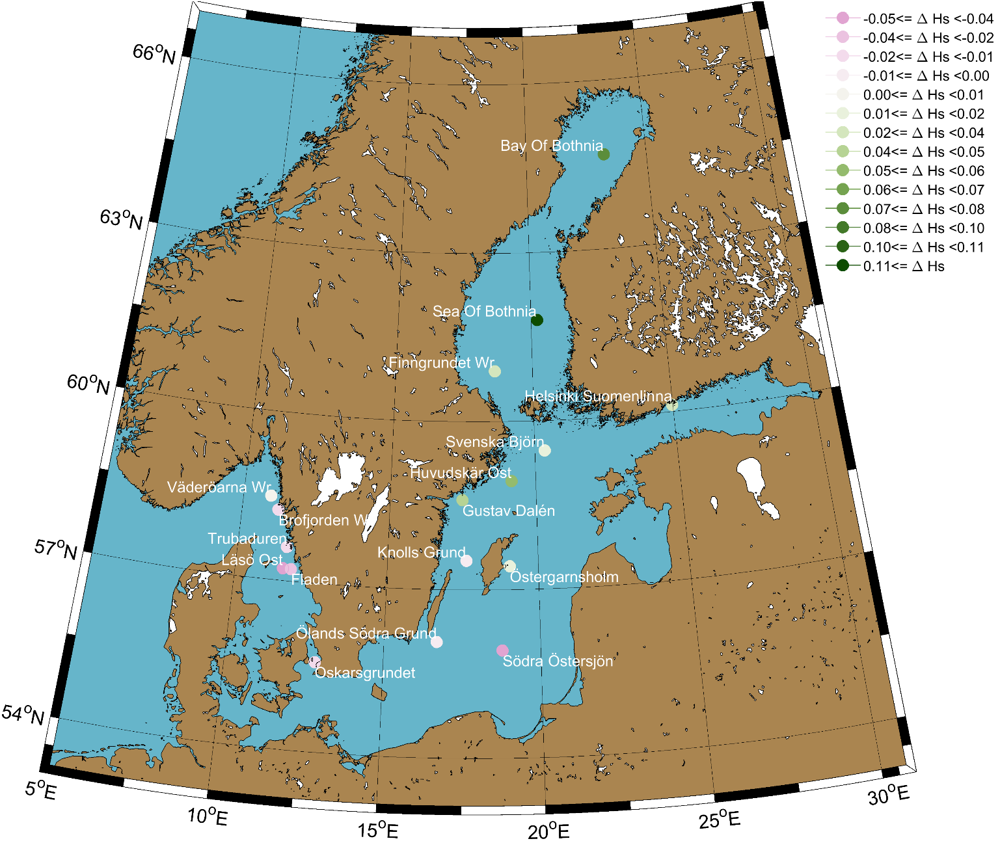 -0.05<= Δ Hs <-0.04
-0.04<= Δ Hs <-0.02
-0.02<= Δ Hs <-0.01
-0.01<= Δ Hs <0.00
0.00<= Δ Hs <0.01
0.01<= Δ Hs <0.02
0.02<= Δ Hs <0.04
0.04<= Δ Hs <0.05
0.05<= Δ Hs <0.06
0.06<= Δ Hs <0.07
0.07<= Δ Hs <0.08
0.08<= Δ Hs <0.10
0.10<= Δ Hs <0.11
0.11<= Δ Hs
66°N
63°N
60°N
57°N
54°N
Bay Of Bothnia
Sea Of Bothnia
Finngrundet Wr
Helsinki Suomenlinna
Svenska Björn
Huvudskär Ost
Väderöarna Wr
Gustav Dalén
Brofjorden W
Trubaduren
Knolls Grund
Läsö Ost
Fladen
Östergarnsholm
Ölands Södra Grund
Södra Östersjön
Oskarsgrundet
5°E
10°E
15°E
20°E
25°E
30°E